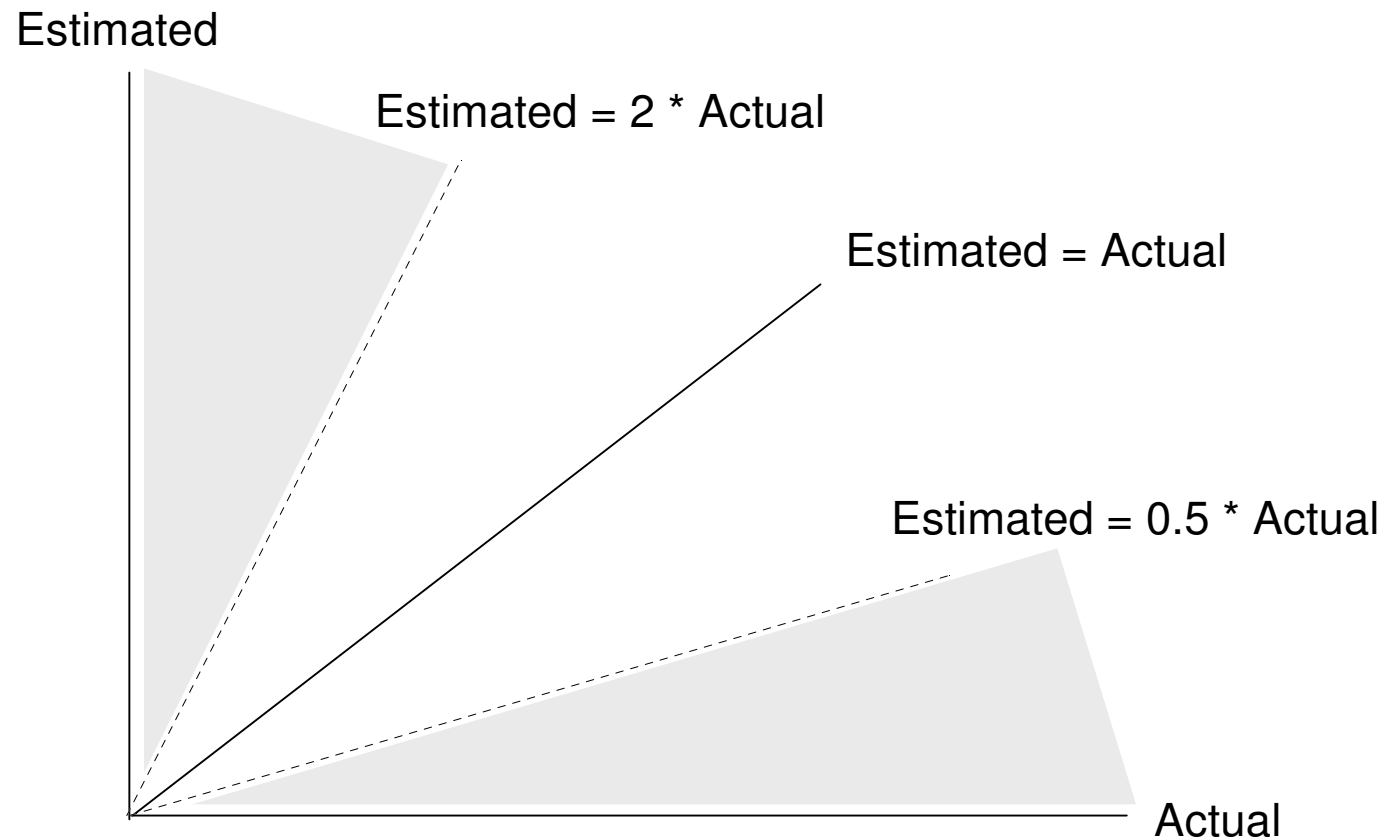 Estimated
Estimated = 2 * Actual
Estimated = Actual
Estimated = 0.5 * Actual
Actual